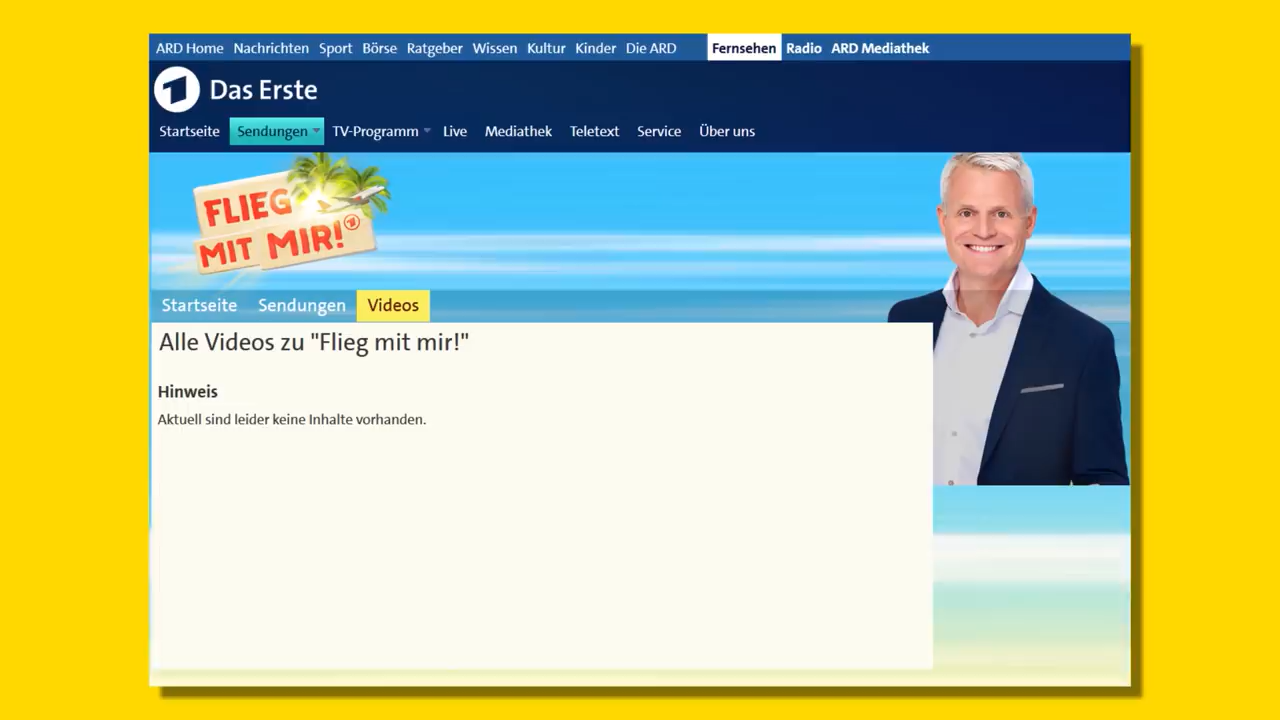 ARD Home Nachrichten Sport Börse Ratgeber Wissen Kultur Kinder Die ARD Fernsehen Radio ARD Mediathek
Das Erste
Startseite Sendungen TV-Programm Live Mediathek Teletext Service Über uns
FLIEG
MIT MIR!
Startseite Sendungen Videos
Alle Videos zu "Flieg mit mir!"
Hinweis
Aktuell sind leider keine Inhalte vorhanden.